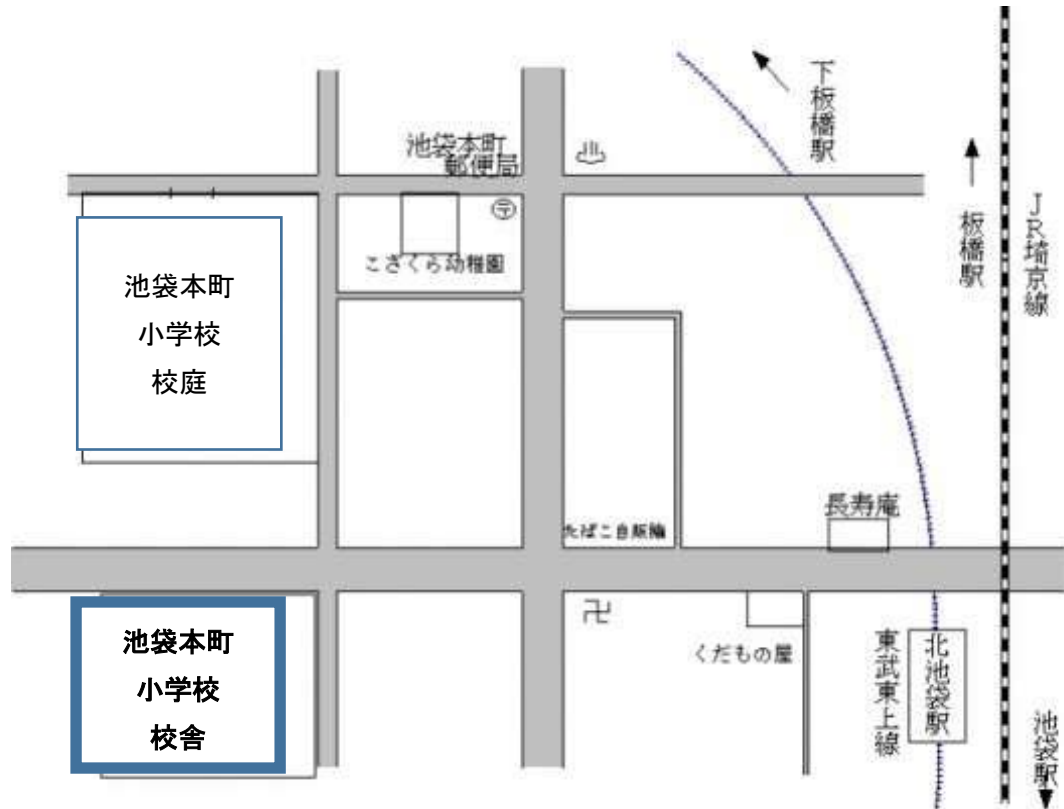 下板橋駅
池袋本町
郵便局
板橋駅
JR埼京線
こざくら幼稚園
池袋本町
小学校
校庭
長寿庵
たばこ自販機
池袋本町
小学校
校舎
くだもの屋
東武東上線
北池袋駅
池袋駅